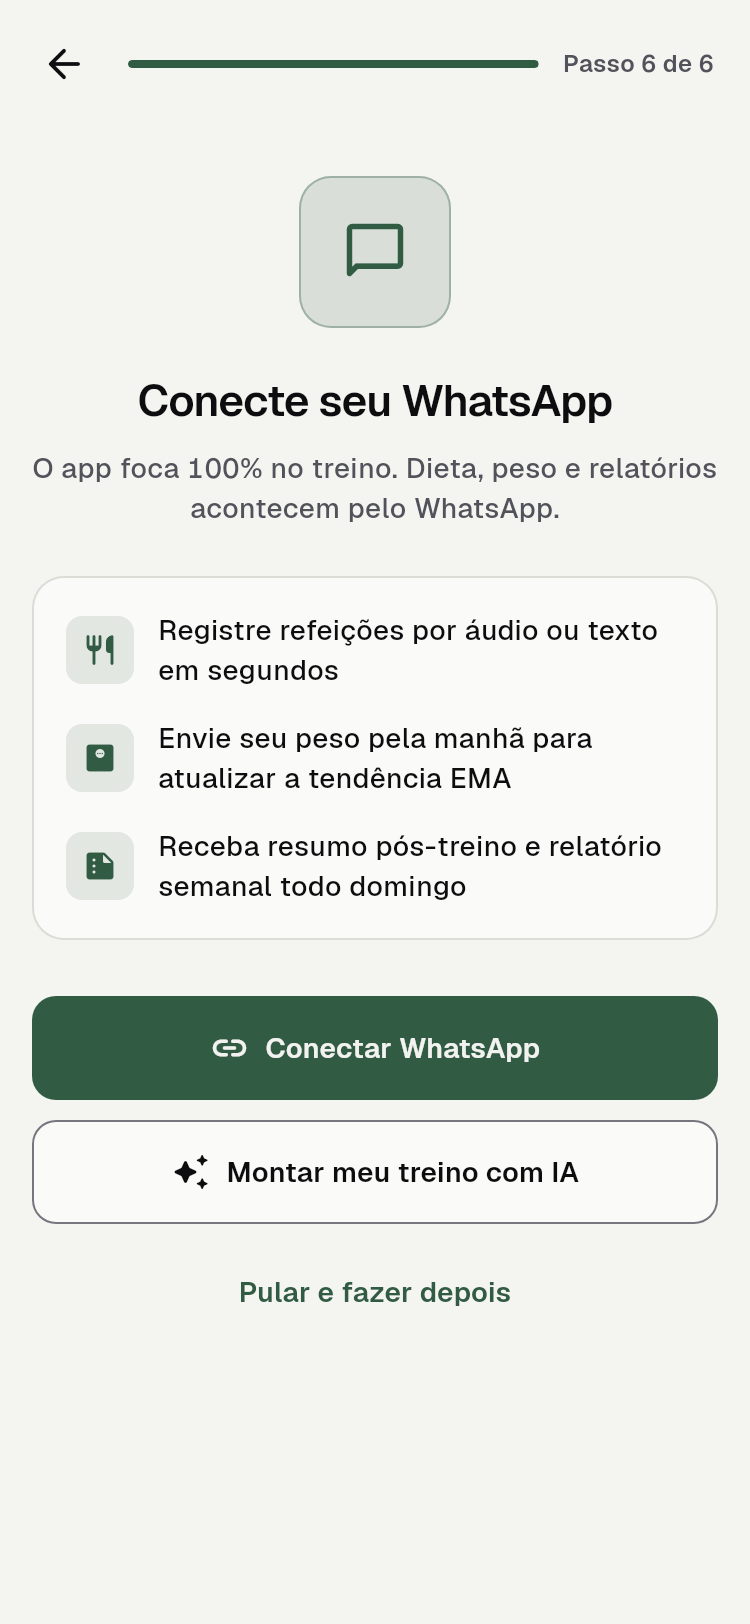 Passo 6 de 6
Conecte seu WhatsApp
O app foca 100% no treino. Dieta, peso e relatórios
acontecem pelo WhatsApp.
Registre refeições por áudio ou texto
em segundos
Envie seu peso pela manhã para
atualizar a tendência EMA
Receba resumo pós-treino e relatório
semanal todo domingo
Conectar WhatsApp
Montar meu treino com IA
Pular e fazer depois